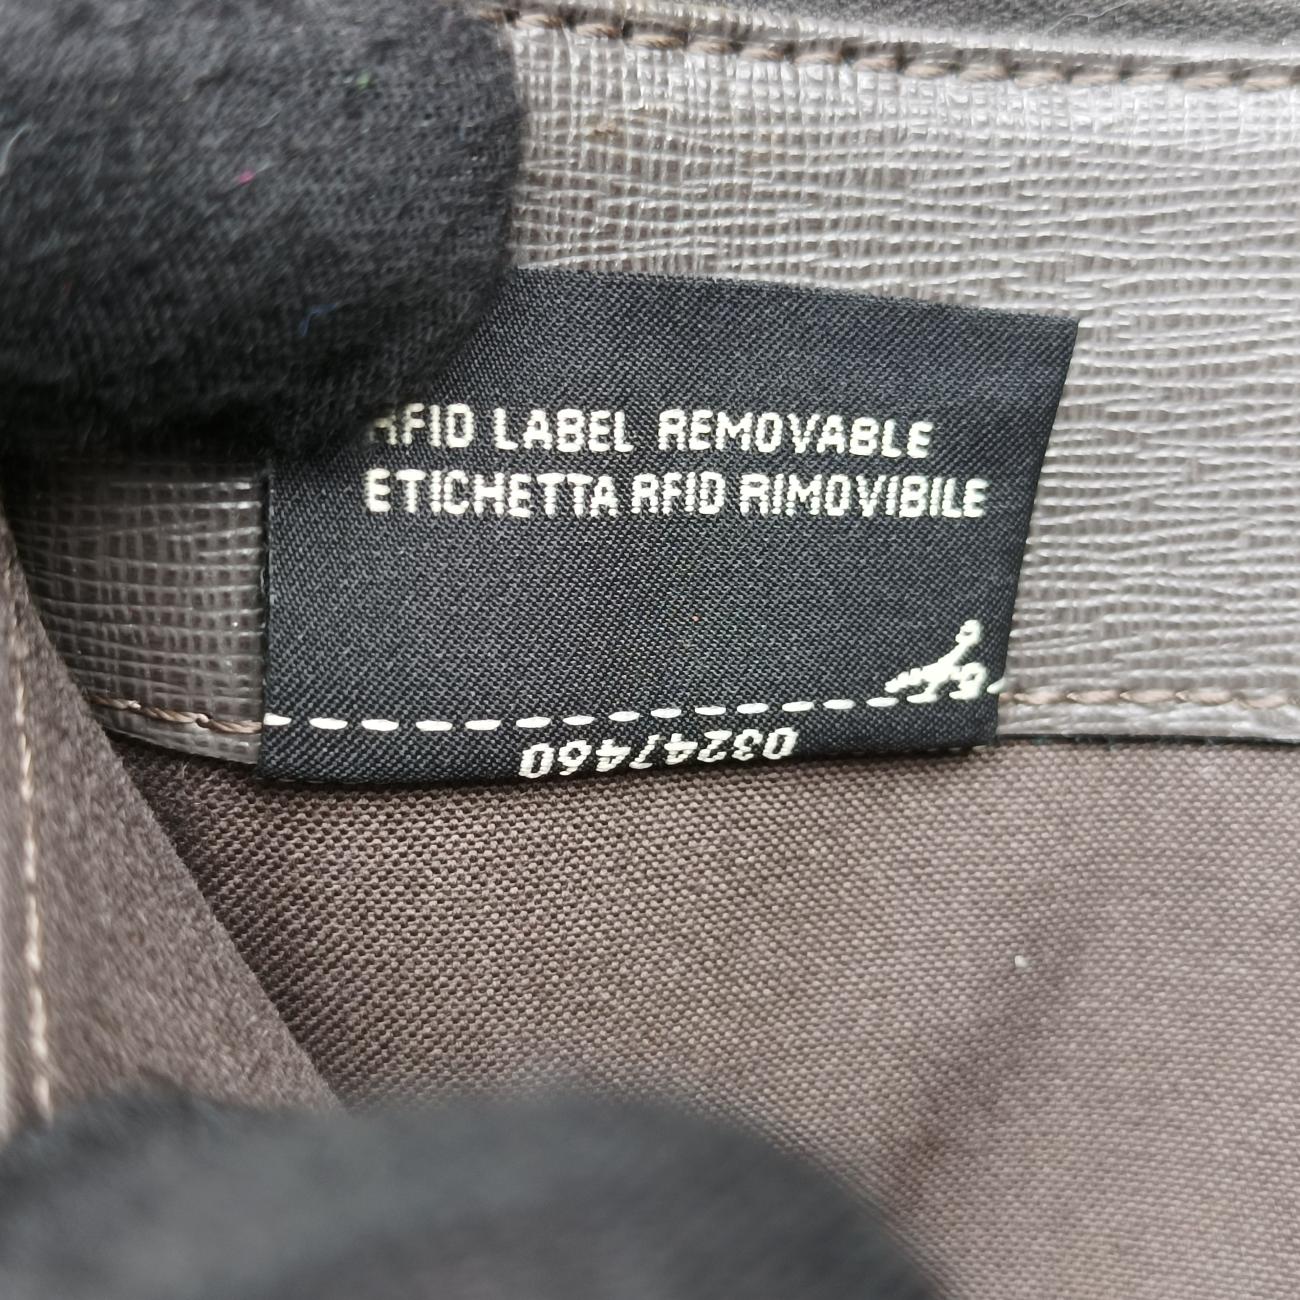 RFID LABEL REMOVABLE
ETICHETTA RFID RIMOVIBILE
03247460